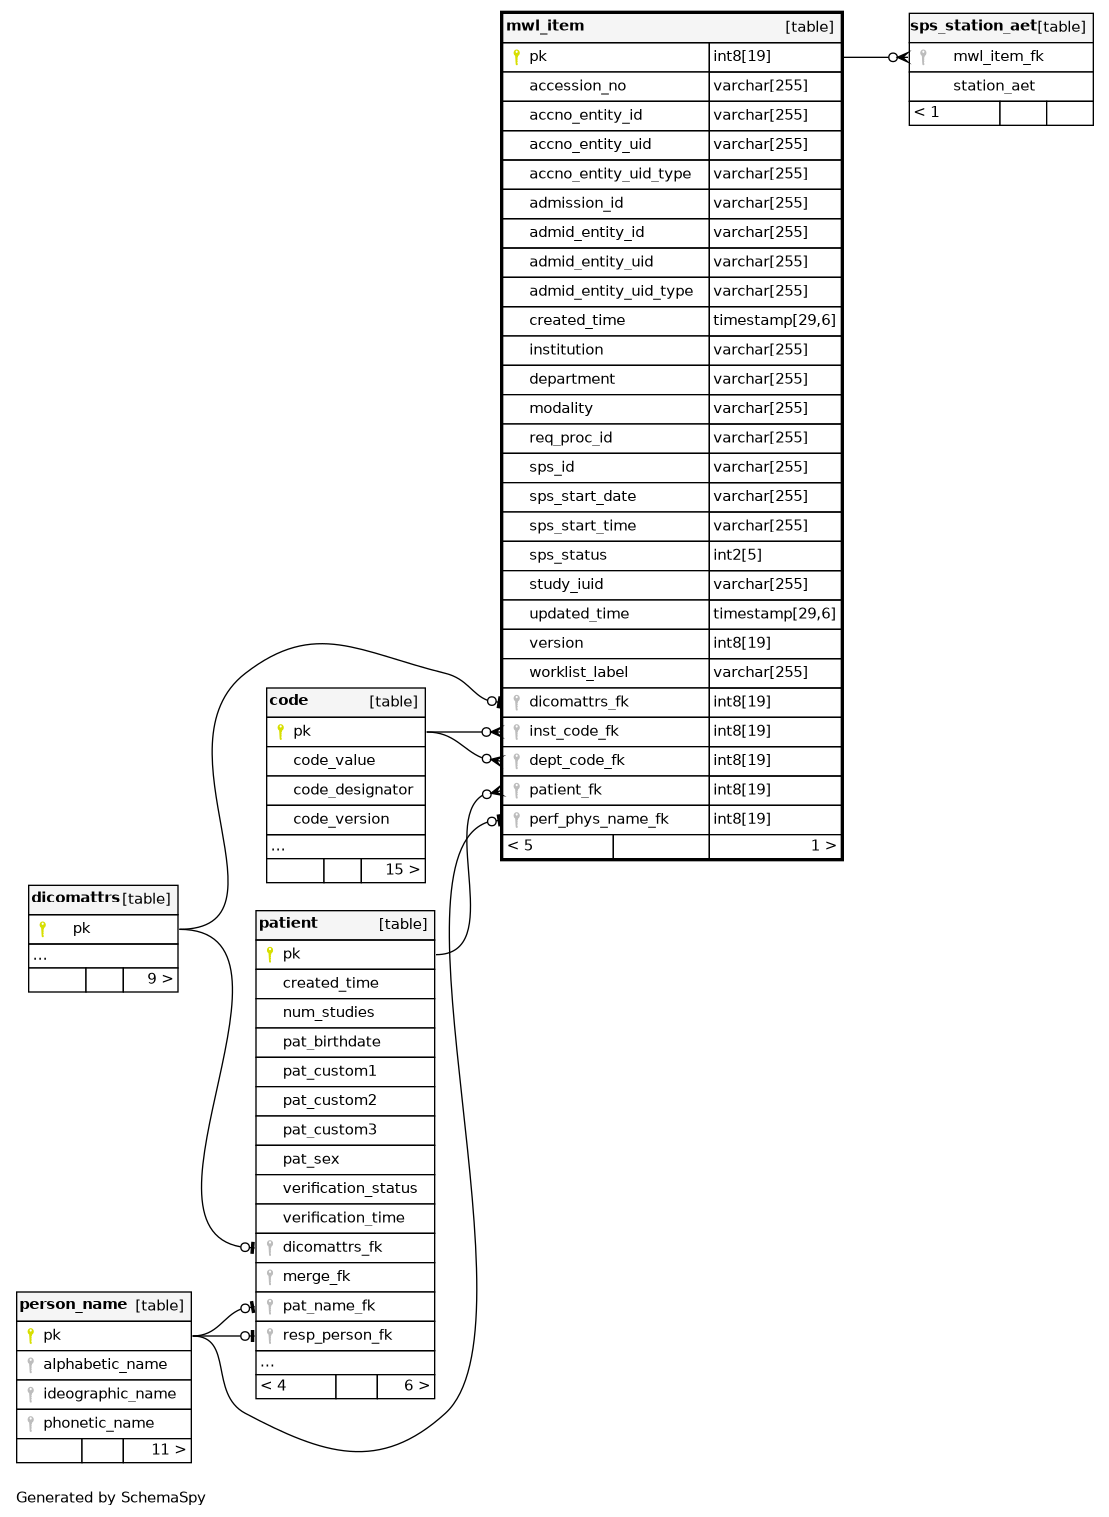 mwl_item [table]
pk int8[19]
accession_no varchar[255]
accno_entity_id varchar[255]
accno_entity_uid varchar[255]
accno_entity_uid_type varchar[255]
admission_id varchar[255]
admid_entity_id varchar[255]
admid_entity_uid varchar[255]
admid_entity_uid_type varchar[255]
created_time timestamp[29,6]
institution varchar[255]
department varchar[255]
modality varchar[255]
req_proc_id varchar[255]
sps_id varchar[255]
sps_start_date varchar[255]
sps_start_time varchar[255]
sps_status int2[5]
study_iuid varchar[255]
updated_time timestamp[29,6]
version int8[19]
worklist_label varchar[255]
dicomattrs_fk int8[19]
inst_code_fk int8[19]
dept_code_fk int8[19]
patient_fk int8[19]
perf_phys_name_fk int8[19]
< 5 1 >
sps_station_aet [table]
mwl_item_fk
station_aet
< 1
code [table]
pk
code_value
code_designator
code_version
...
15 >
dicomattrs [table]
pk
...
9 >
patient [table]
pk
created_time
num_studies
pat_birthdate
pat_custom1
pat_custom2
pat_custom3
pat_sex
verification_status
verification_time
dicomattrs_fk
merge_fk
pat_name_fk
resp_person_fk
...
< 4 6 >
person_name [table]
pk
alphabetic_name
ideographic_name
phonetic_name
11 >
Generated by SchemaSpy